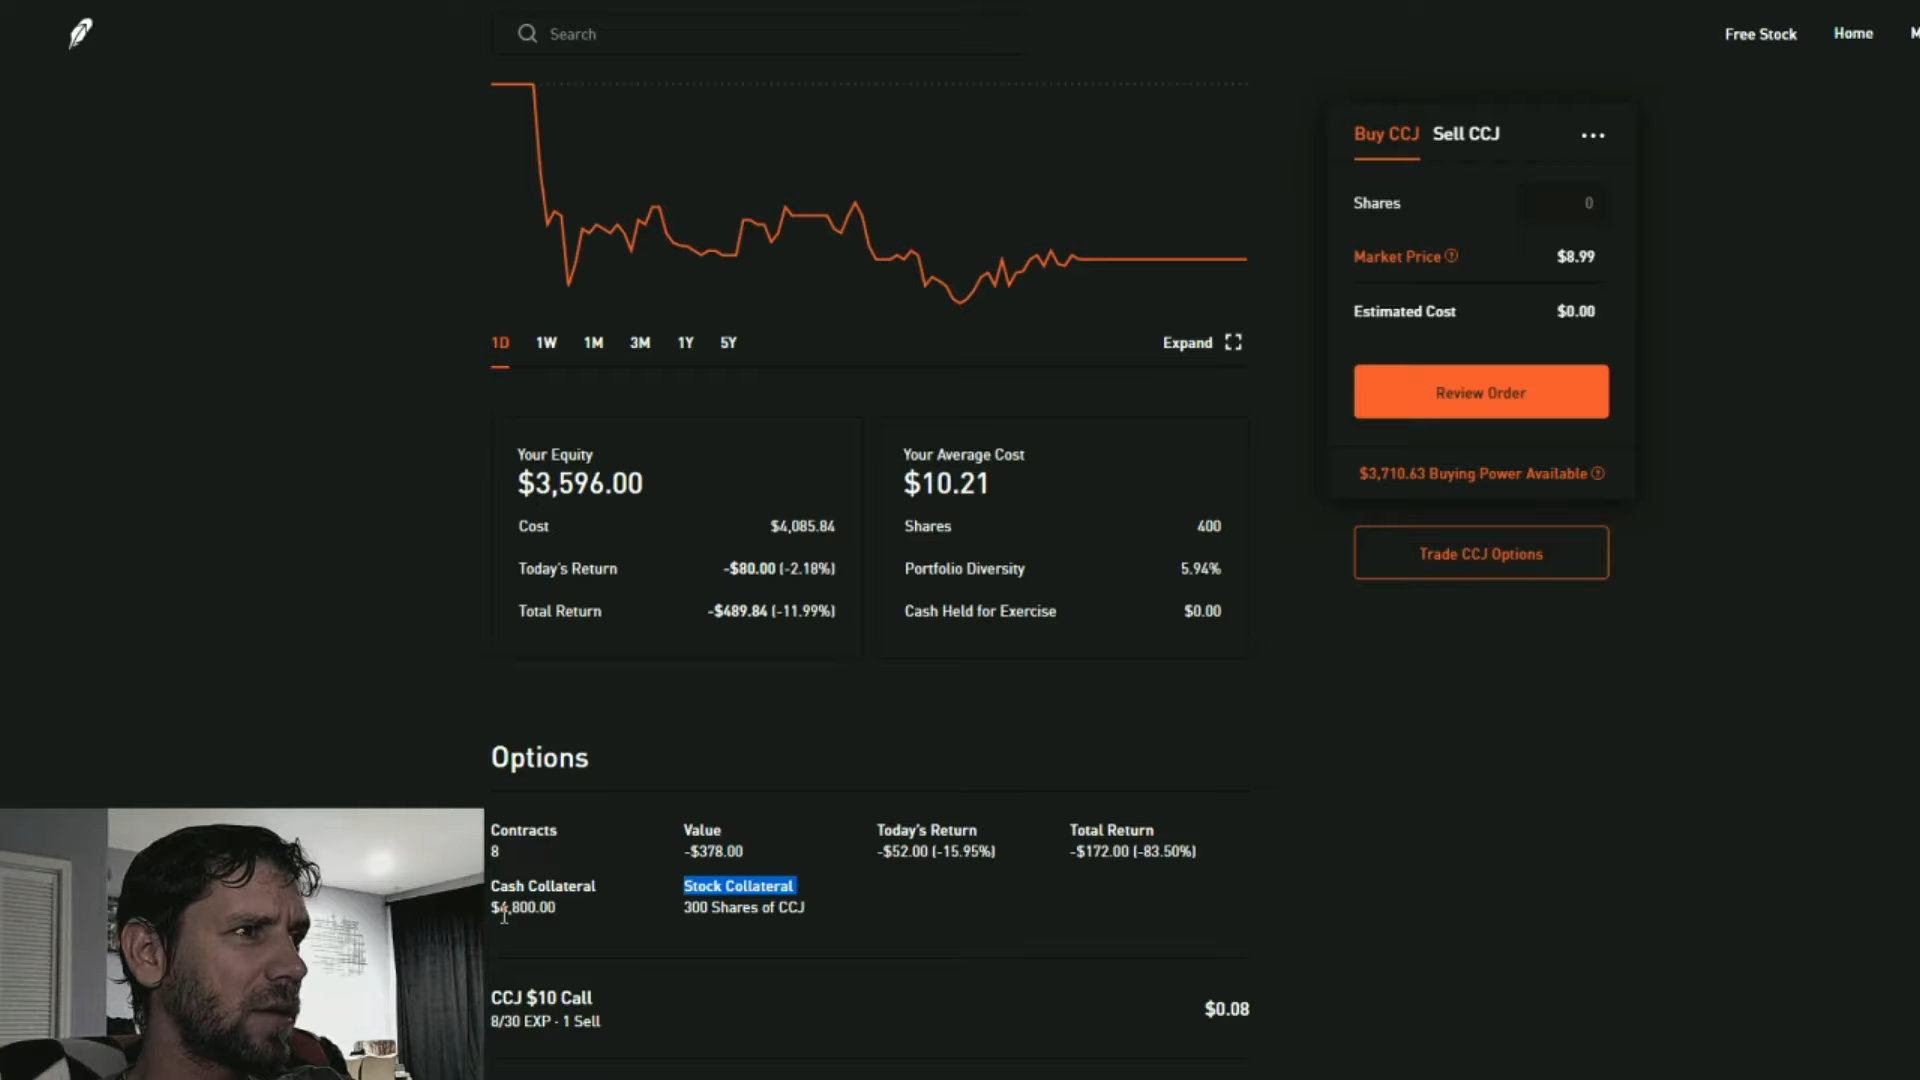 Search
Free Stock
Home
M
Buy CCJ
Sell CCJ
Shares
0
Market Price
$8.99
Estimated Cost
$0.00
Review Order
$3,710.63 Buying Power Available
Trade CCJ Options
1D 1W 1M 3M 1Y 5Y
Expand
Your Equity
$3,596.00
Cost $4,085.84
Today's Return -$80.00 (-2.18%)
Total Return -$489.84 (-11.99%)
Your Average Cost
$10.21
Shares 400
Portfolio Diversity 5.94%
Cash Held for Exercise $0.00
Options
Contracts
8
Value
-$378.00
Today's Return
-$52.00 (-15.95%)
Total Return
-$172.00 (-83.50%)
Cash Collateral
$4,800.00
Stock Collateral
300 Shares of CCJ
CCJ $10 Call
8/30 EXP - 1 Sell
$0.08